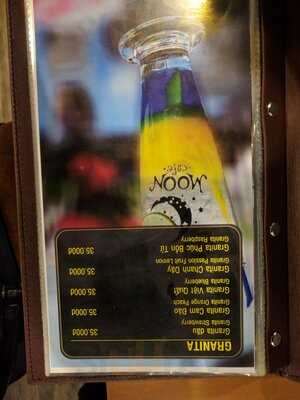 GRANITA
Granita dâu 35.000đ
Granita Strawberry
Granita Cam Đào 35.000đ
Granita Orange Peach
Granita Việt Quất 35.000đ
Granita Blueberry
Granita Chanh Dây 35.000đ
Granita Passion Fruit Lemon
Granita Phúc Bồn Tử 35.000đ
Granita Raspberry
MOON
cafe